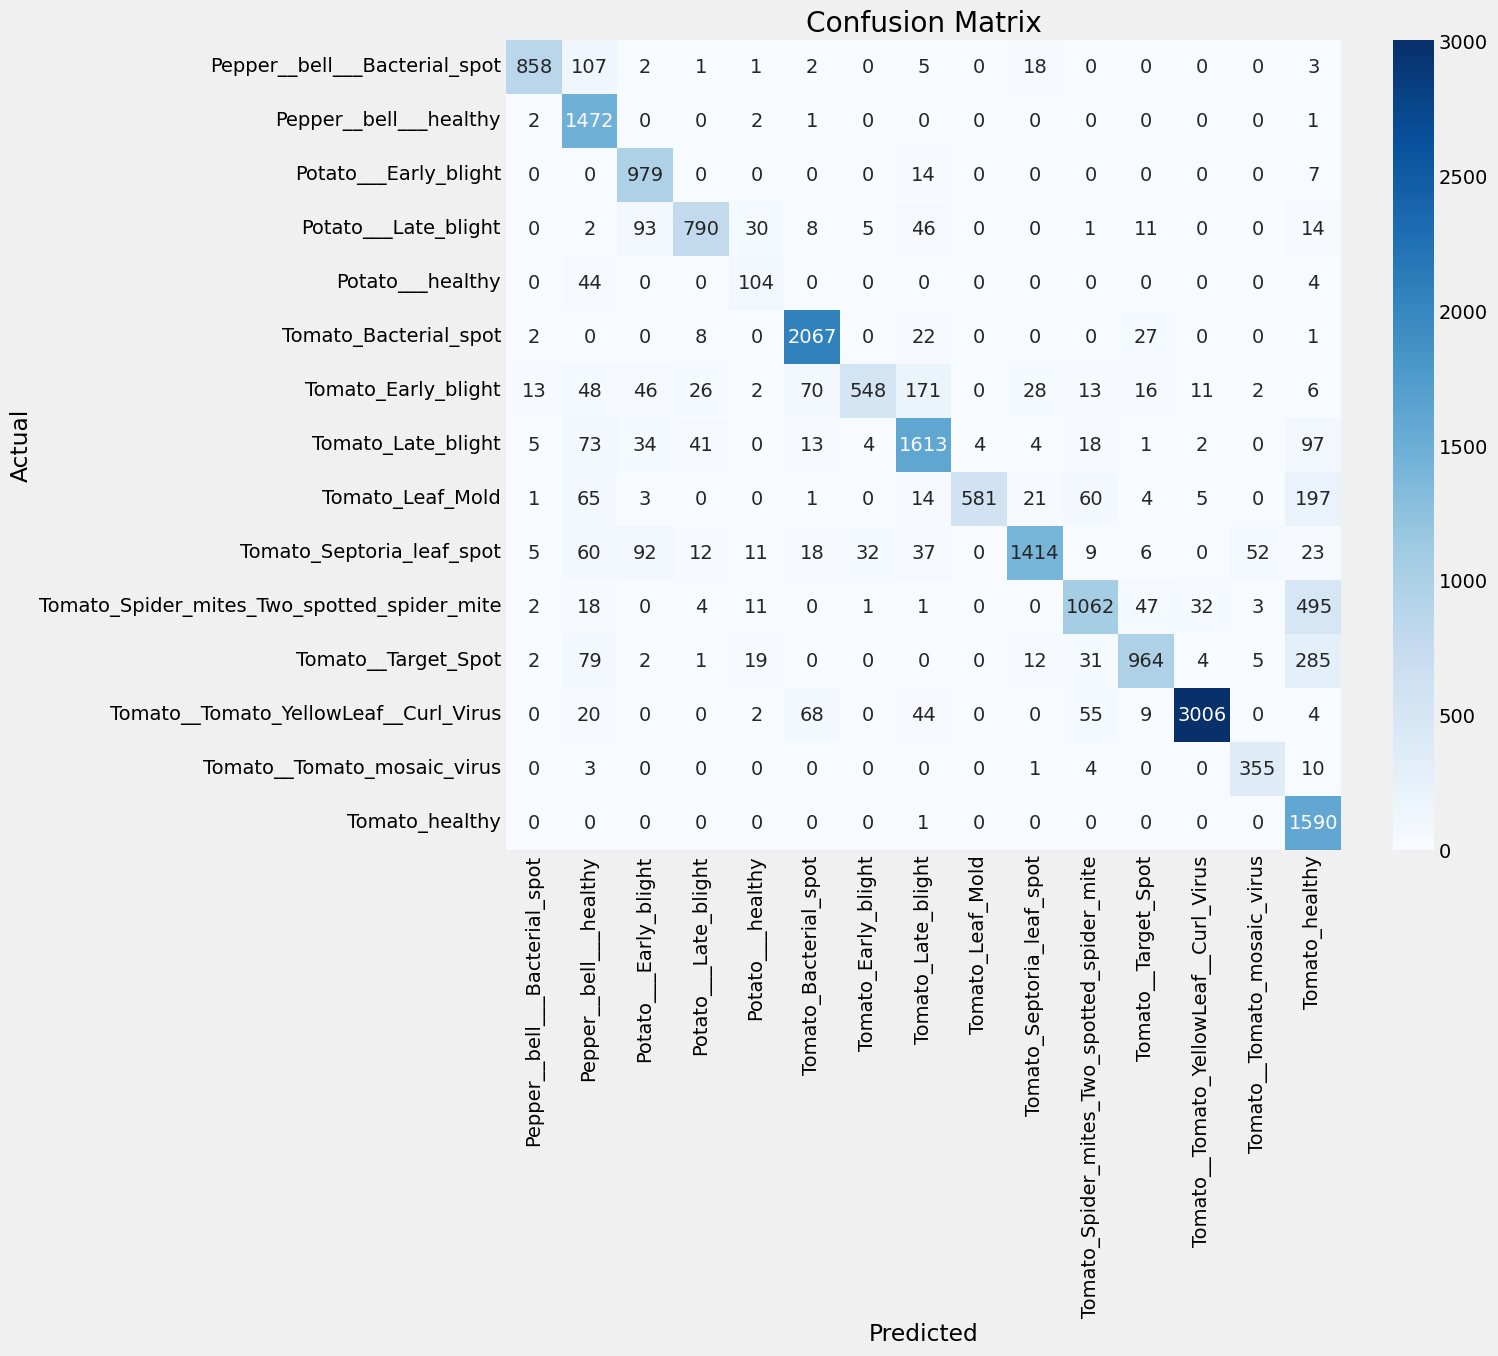 Confusion Matrix
Actual
Pepper__bell___Bacterial_spot 858 107 2 1 1 2 0 5 0 18 0 0 0 0 3
Pepper__bell___healthy 2 1472 0 0 2 1 0 0 0 0 0 0 0 0 1
Potato___Early_blight 0 0 979 0 0 0 0 14 0 0 0 0 0 0 7
Potato___Late_blight 0 2 93 790 30 8 5 46 0 0 1 11 0 0 14
Potato___healthy 0 44 0 0 104 0 0 0 0 0 0 0 0 0 4
Tomato_Bacterial_spot 2 0 0 8 0 2067 0 22 0 0 0 27 0 0 1
Tomato_Early_blight 13 48 46 26 2 70 548 171 0 28 13 16 11 2 6
Tomato_Late_blight 5 73 34 41 0 13 4 1613 4 4 18 1 2 0 97
Tomato_Leaf_Mold 1 65 3 0 0 1 0 14 581 21 60 4 5 0 197
Tomato_Septoria_leaf_spot 5 60 92 12 11 18 32 37 0 1414 9 6 0 52 23
Tomato_Spider_mites_Two_spotted_spider_mite 2 18 0 4 11 0 1 1 0 0 1062 47 32 3 495
Tomato__Target_Spot 2 79 2 1 19 0 0 0 0 12 31 964 4 5 285
Tomato__Tomato_YellowLeaf__Curl_Virus 0 20 0 0 2 68 0 44 0 0 55 9 3006 0 4
Tomato__Tomato_mosaic_virus 0 3 0 0 0 0 0 0 0 1 4 0 0 355 10
Tomato_healthy 0 0 0 0 0 0 0 1 0 0 0 0 0 0 1590
Pepper__bell___Bacterial_spot
Pepper__bell___healthy
Potato___Early_blight
Potato___Late_blight
Potato___healthy
Tomato_Bacterial_spot
Tomato_Early_blight
Tomato_Late_blight
Tomato_Leaf_Mold
Tomato_Septoria_leaf_spot
Tomato_Spider_mites_Two_spotted_spider_mite
Tomato__Target_Spot
Tomato__Tomato_YellowLeaf__Curl_Virus
Tomato__Tomato_mosaic_virus
Tomato_healthy
Predicted
3000
2500
2000
1500
1000
500
0